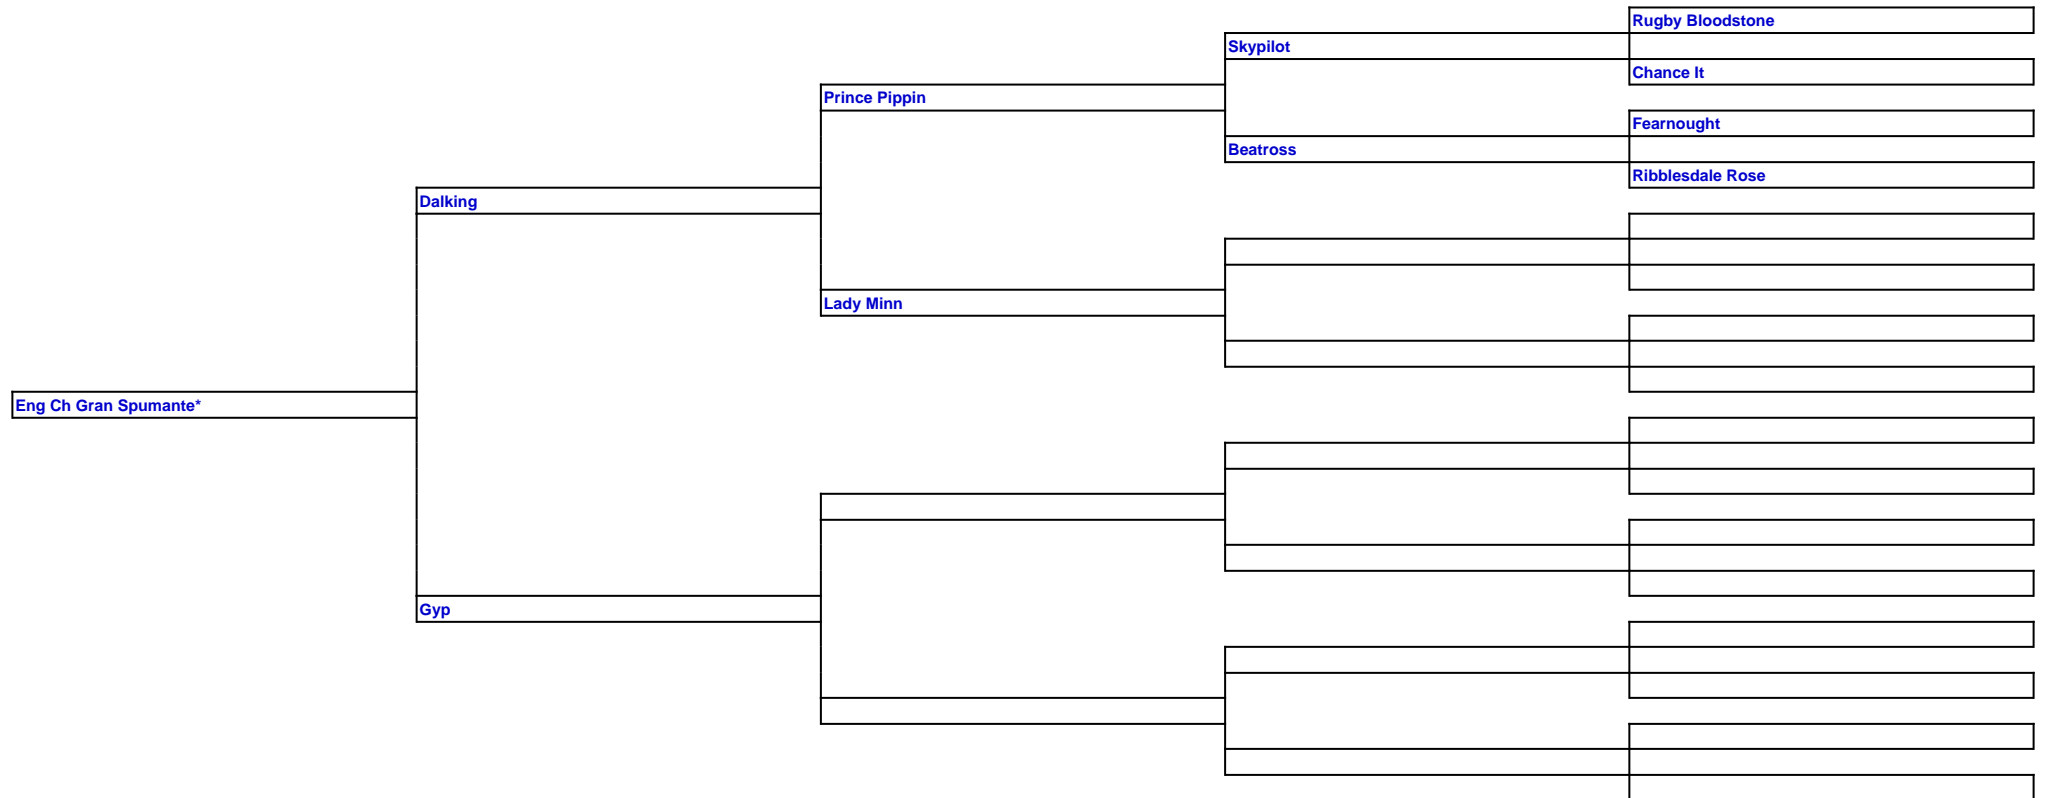 Rugby Bloodstone
Skypilot
Chance It
Prince Pippin
Fearnought
Beatross
Ribblesdale Rose
Dalking
Lady Minn
Eng Ch Gran Spumante*
Gyp